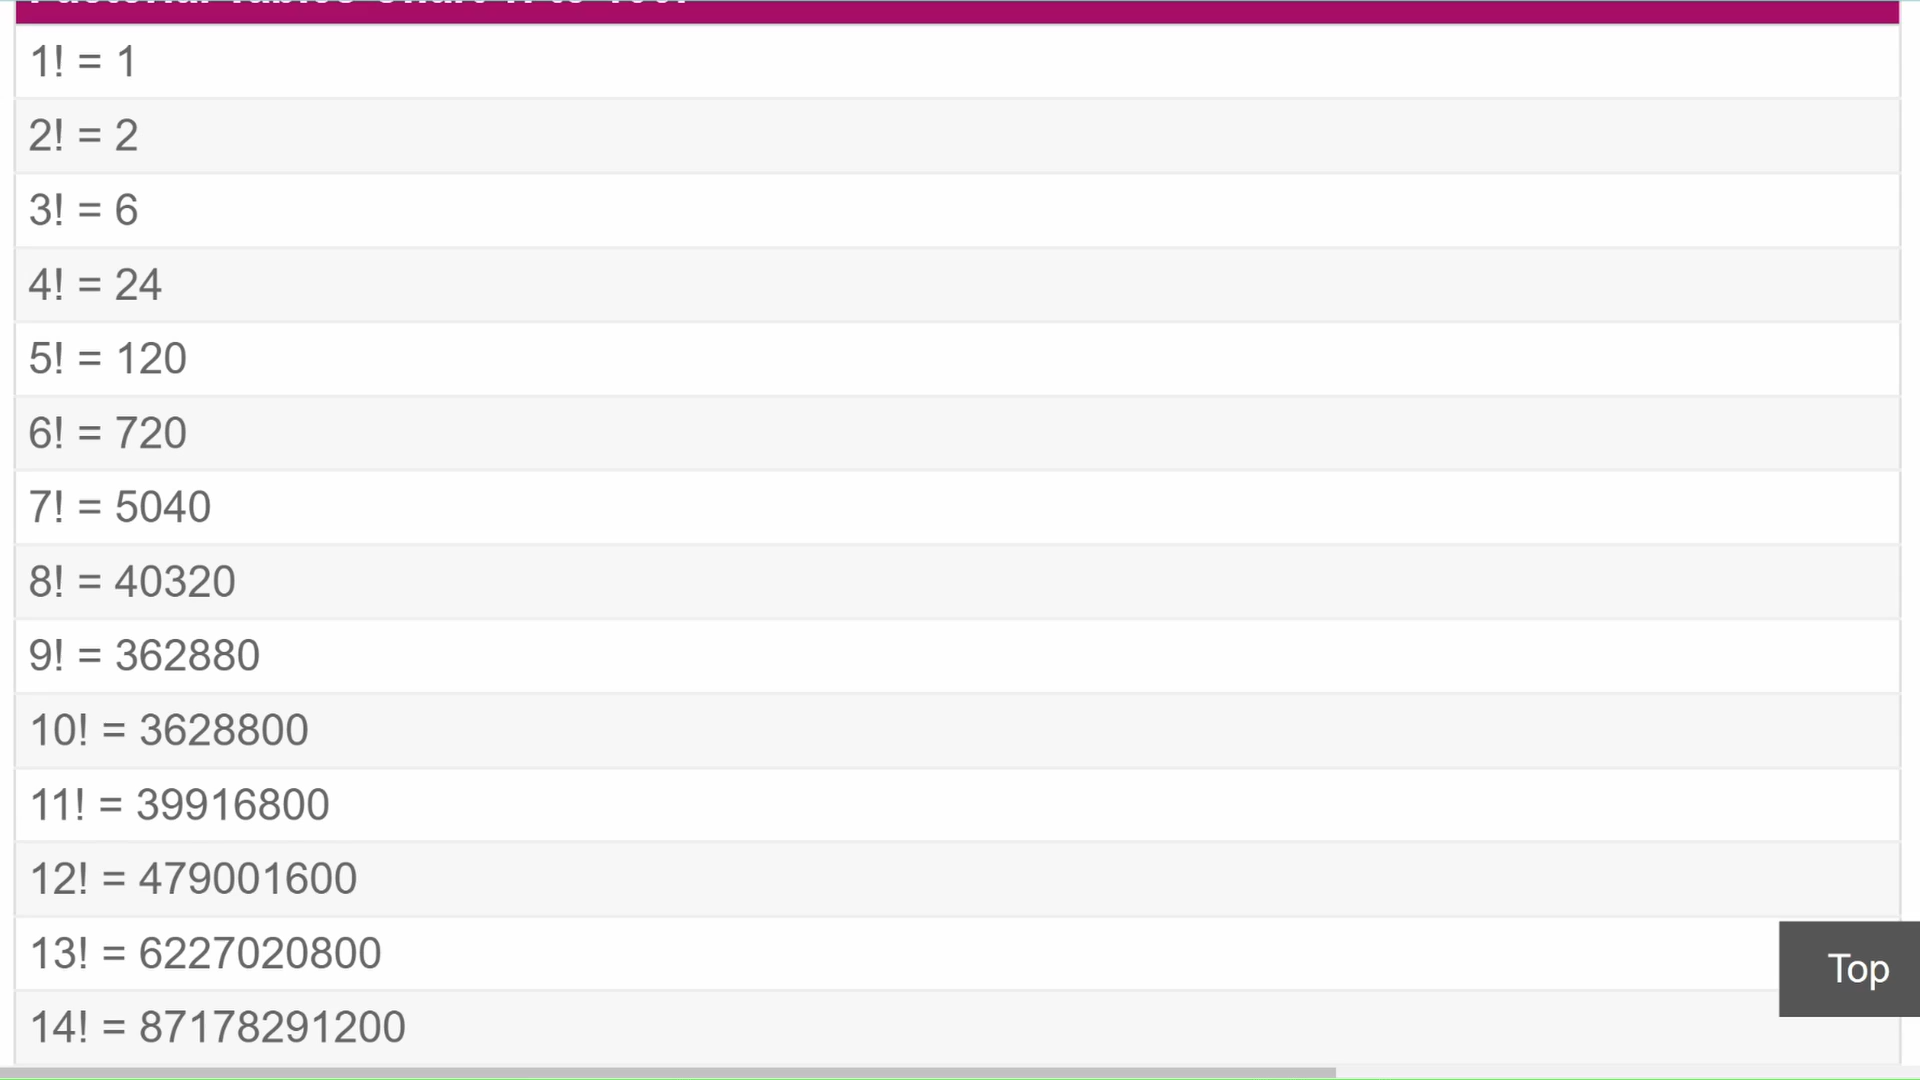 1! = 1
2! = 2
3! = 6
4! = 24
5! = 120
6! = 720
7! = 5040
8! = 40320
9! = 362880
10! = 3628800
11! = 39916800
12! = 479001600
13! = 6227020800
Top
14! = 87178291200